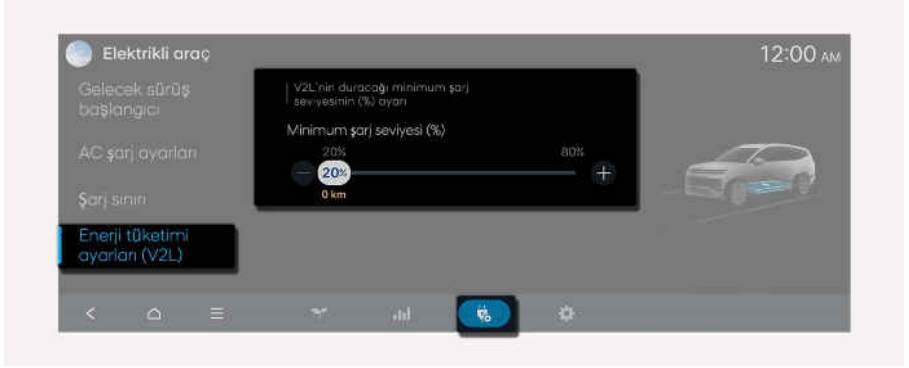 Elektrikli araç
12:00 AM
Gelecek sürüş
başlangıcı
AC şarj ayarları
Şarj sınırı
Enerji tüketimi
ayarları (V2L)
V2L'nin duracağı minimum şarj
seviyesinin (%) ayarı
Minimum şarj seviyesi (%)
20% 80%
20%
0 km